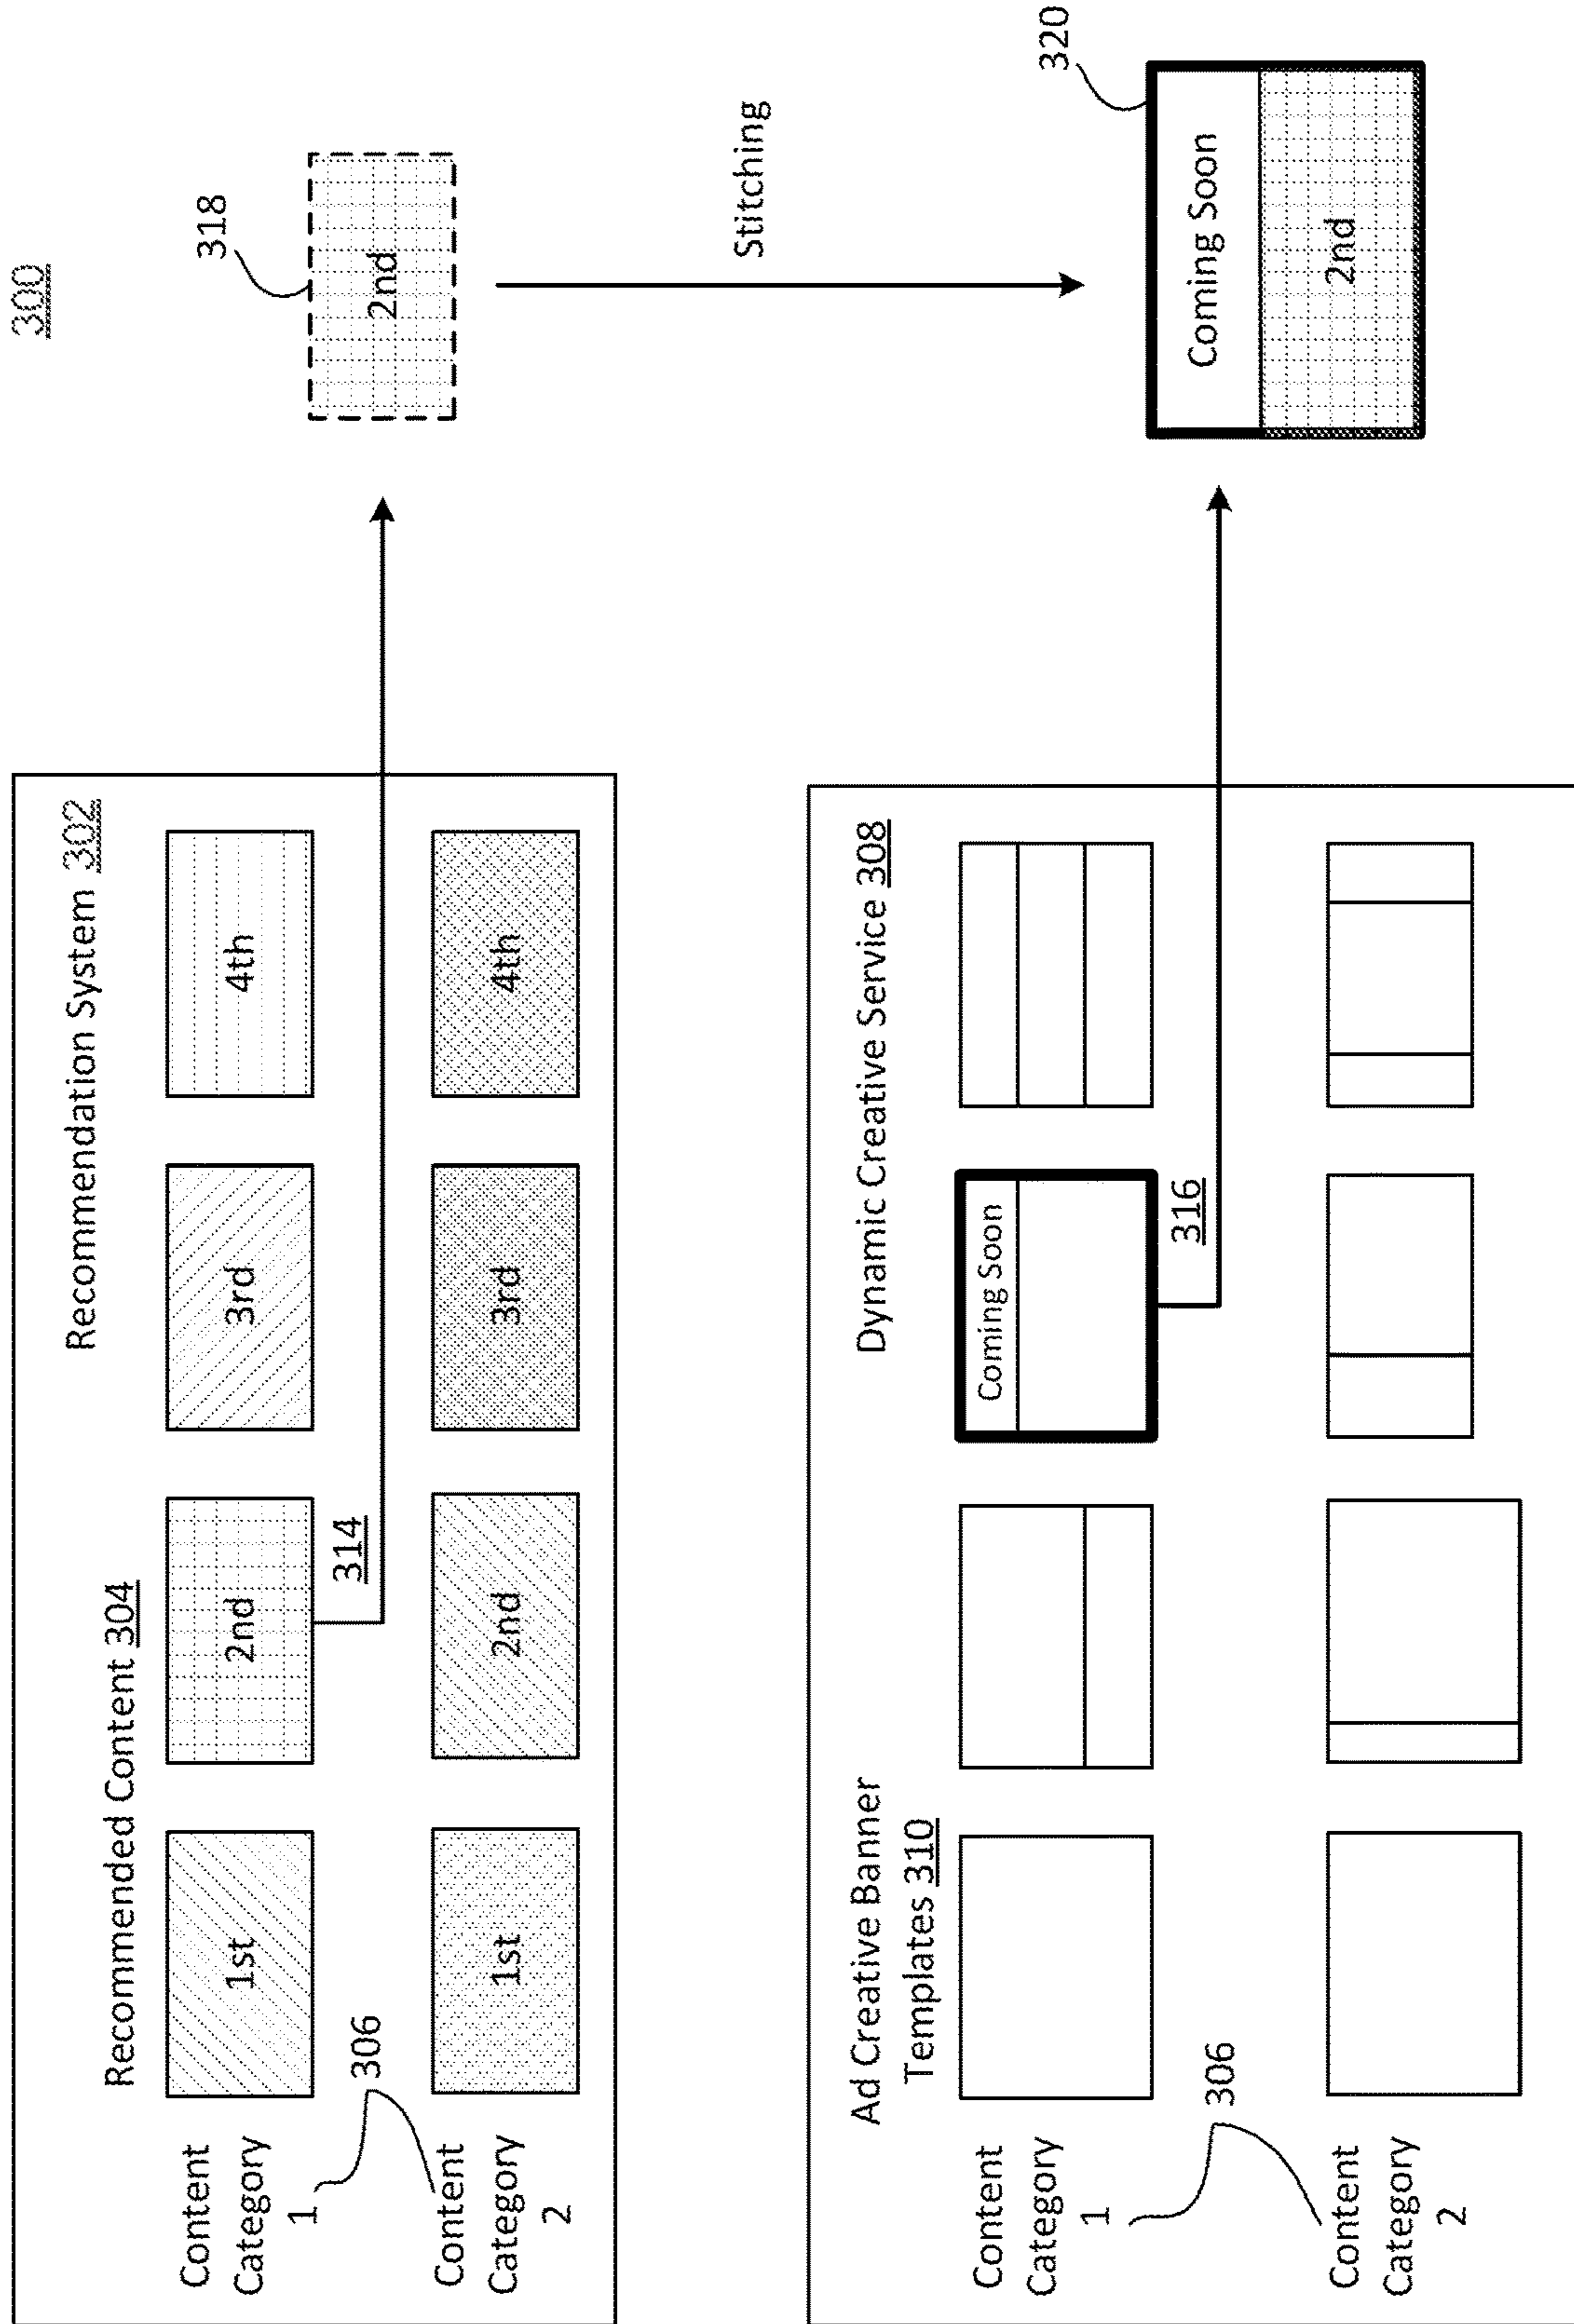 300
Recommendation System 302
Recommended Content 304
Content
Category
1
1st
2nd
3rd
4th
314
306
Content
Category
2
1st
2nd
3rd
4th
318
2nd
Stitching
Dynamic Creative Service 308
Ad Creative Banner
Templates 310
Content
Category
1
Coming Soon
316
306
Content
Category
2
320
Coming Soon
2nd